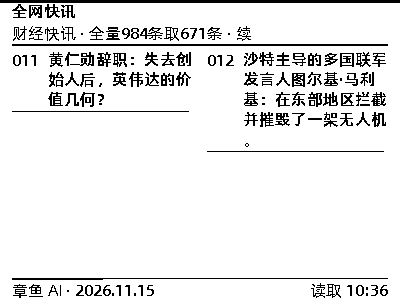 全网快讯
财经快讯 · 全量984条取671条 · 续
011 黄仁勋辞职：失去创
始人后，英伟达的价
值几何？
012 沙特主导的多国联军
发言人图尔基·马利
基：在东部地区拦截
并摧毁了一架无人机
。
章鱼 AI · 2026.11.15
读取 10:36